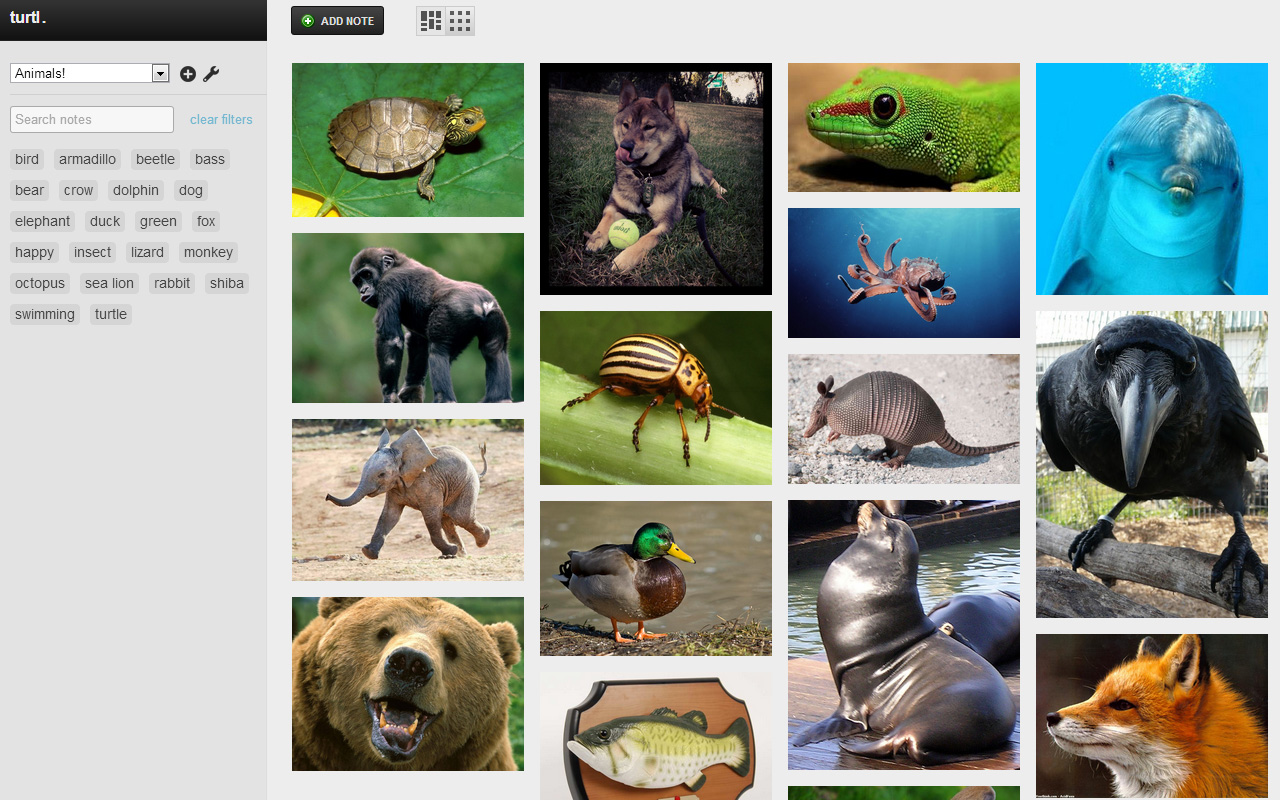 turtl.
ADD NOTE
Animals!
Search notes
clear filters
bird armadillo beetle bass
bear crow dolphin dog
elephant duck green fox
happy insect lizard monkey
octopus sea lion rabbit shiba
swimming turtle